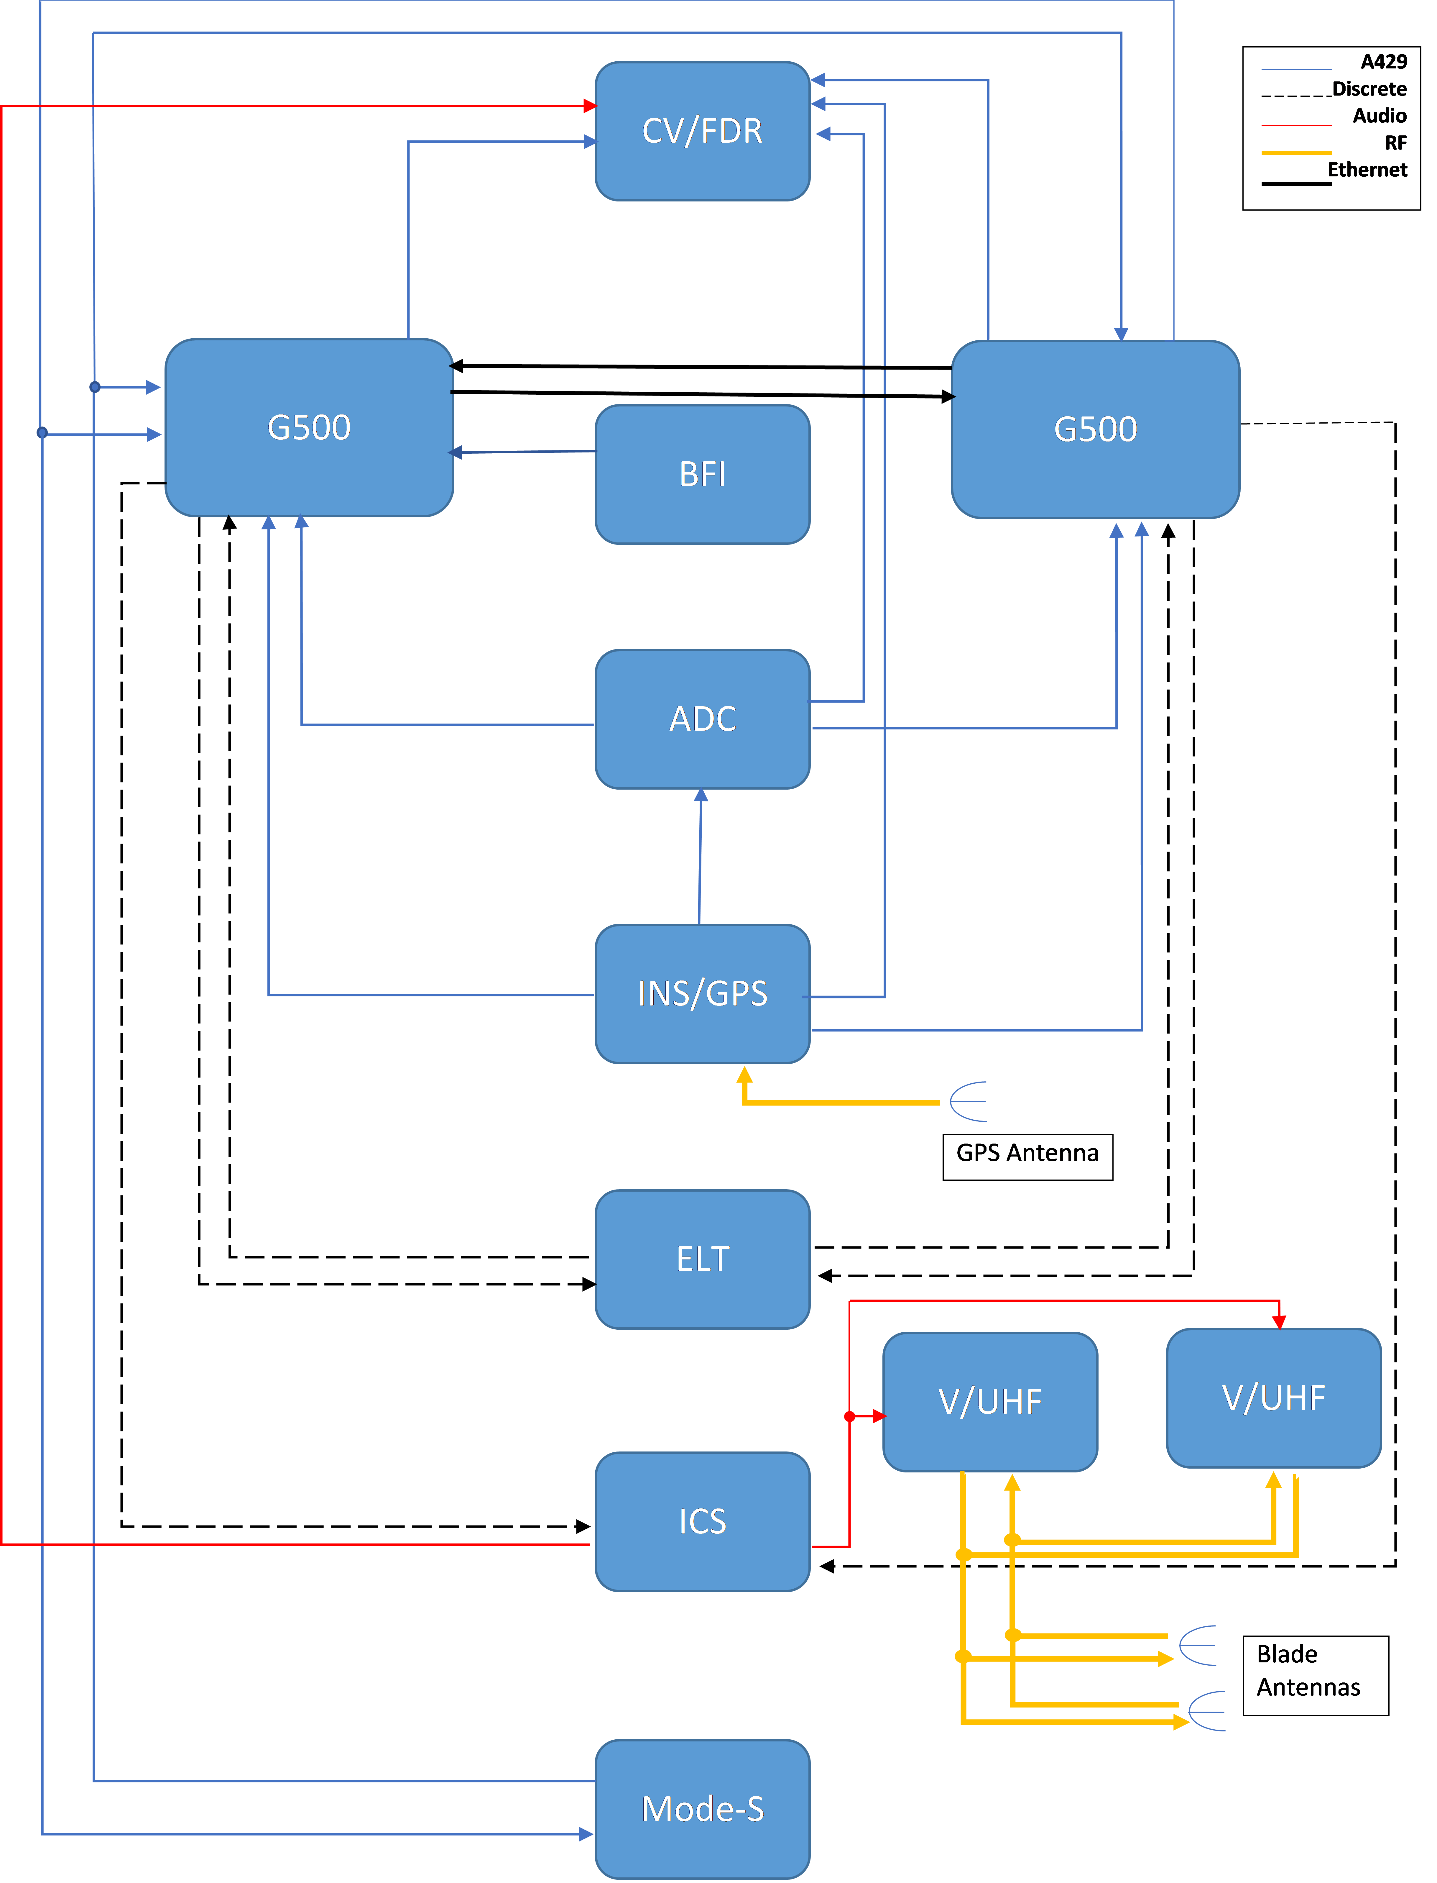 A429
Discrete
Audio
RF
Ethernet
CV/FDR
G500
G500
BFI
ADC
INS/GPS
GPS Antenna
ELT
V/UHF
V/UHF
ICS
Blade
Antennas
Mode-S